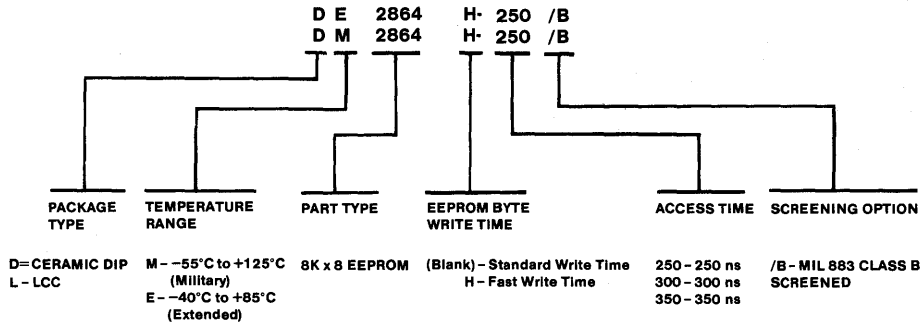 D E 2864 H- 250 /B
D M 2864 H- 250 /B
PACKAGE
TYPE
TEMPERATURE
RANGE
PART TYPE
EEPROM BYTE
WRITE TIME
ACCESS TIME
SCREENING OPTION
D=CERAMIC DIP
L – LCC
M – –55°C to +125°C
(Military)
E – –40°C to +85°C
(Extended)
8K x 8 EEPROM
(Blank) – Standard Write Time
H – Fast Write Time
250 – 250 ns
300 – 300 ns
350 – 350 ns
/B – MIL 883 CLASS B
SCREENED